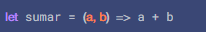 let sumar = (a, b) => a + b